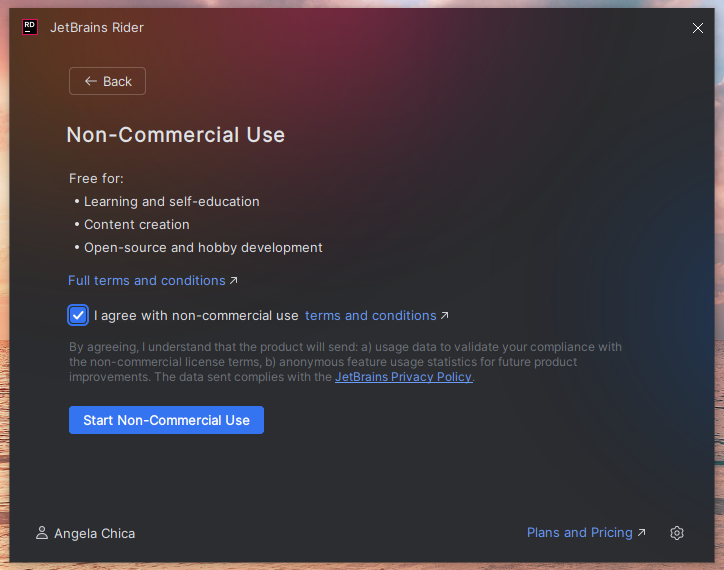 RD
JetBrains Rider
Back
Non-Commercial Use
Free for:
• Learning and self-education
• Content creation
• Open-source and hobby development
Full terms and conditions
I agree with non-commercial use terms and conditions
By agreeing, I understand that the product will send: a) usage data to validate your compliance with
the non-commercial license terms, b) anonymous feature usage statistics for future product
improvements. The data sent complies with the JetBrains Privacy Policy.
Start Non-Commercial Use
Angela Chica
Plans and Pricing